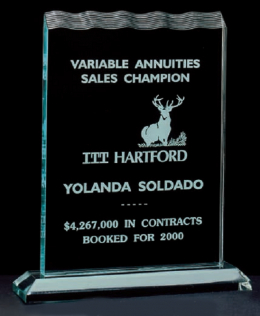 VARIABLE ANNUITIES
SALES CHAMPION
ITT HARTFORD
YOLANDA SOLDADO
-----
$4,267,000 IN CONTRACTS
BOOKED FOR 2000